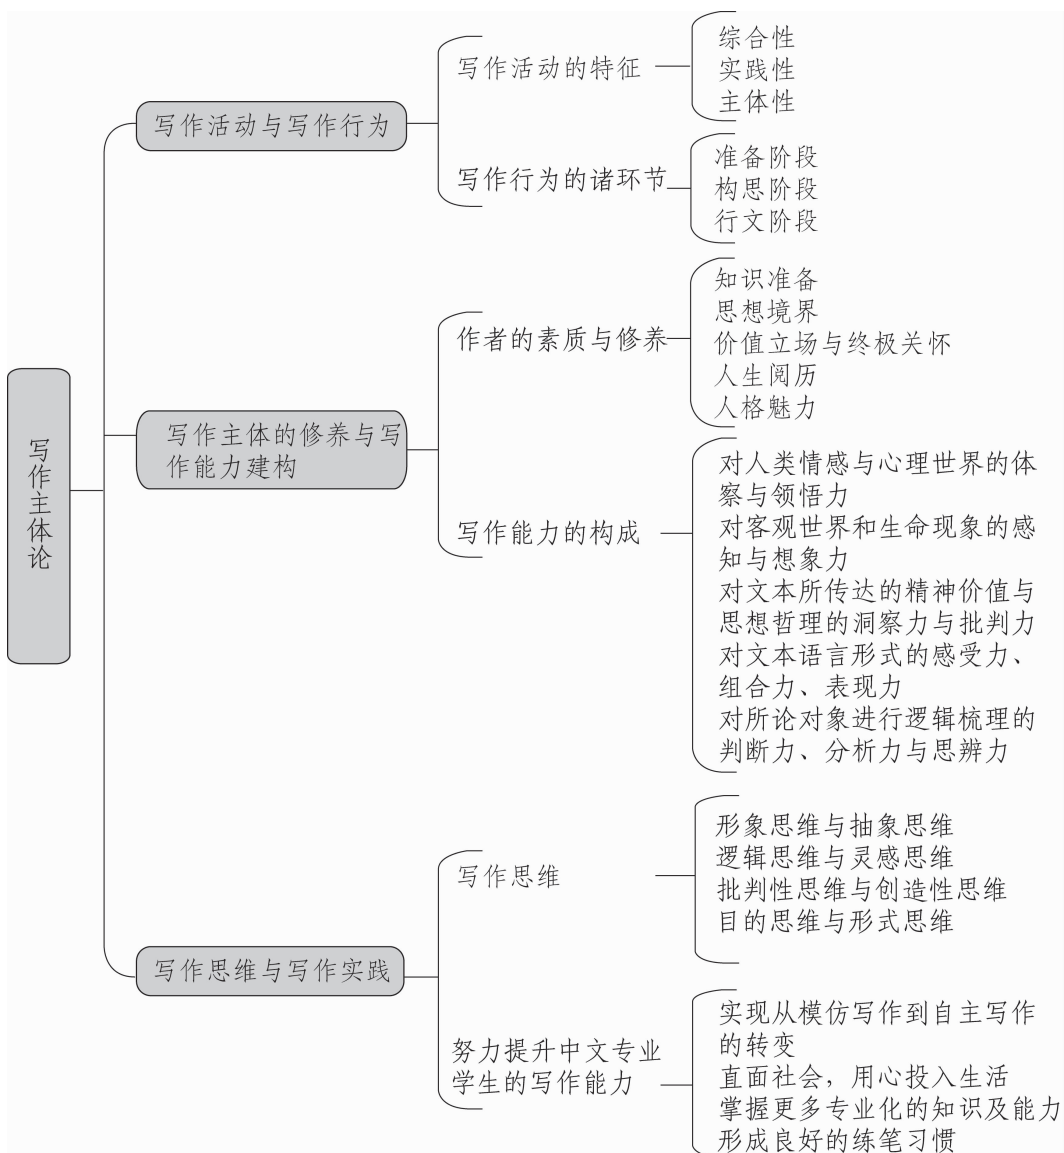 写作主体论
写作活动与写作行为
写作活动的特征
综合性
实践性
主体性
写作行为的诸环节
准备阶段
构思阶段
行文阶段
写作主体的修养与写
作能力建构
作者的素质与修养
知识准备
思想境界
价值立场与终极关怀
人生阅历
人格魅力
写作能力的构成
对人类情感与心理世界的体
察与领悟力
对客观世界和生命现象的感
知与想象力
对文本所传达的精神价值与
思想哲理的洞察力与批判力
对文本语言形式的感受力、
组合力、表现力
对所论对象进行逻辑梳理的
判断力、分析力与思辨力
写作思维与写作实践
写作思维
形象思维与抽象思维
逻辑思维与灵感思维
批判性思维与创造性思维
目的思维与形式思维
努力提升中文专业
学生的写作能力
实现从模仿写作到自主写作
的转变
直面社会，用心投入生活
掌握更多专业化的知识及能力
形成良好的练笔习惯